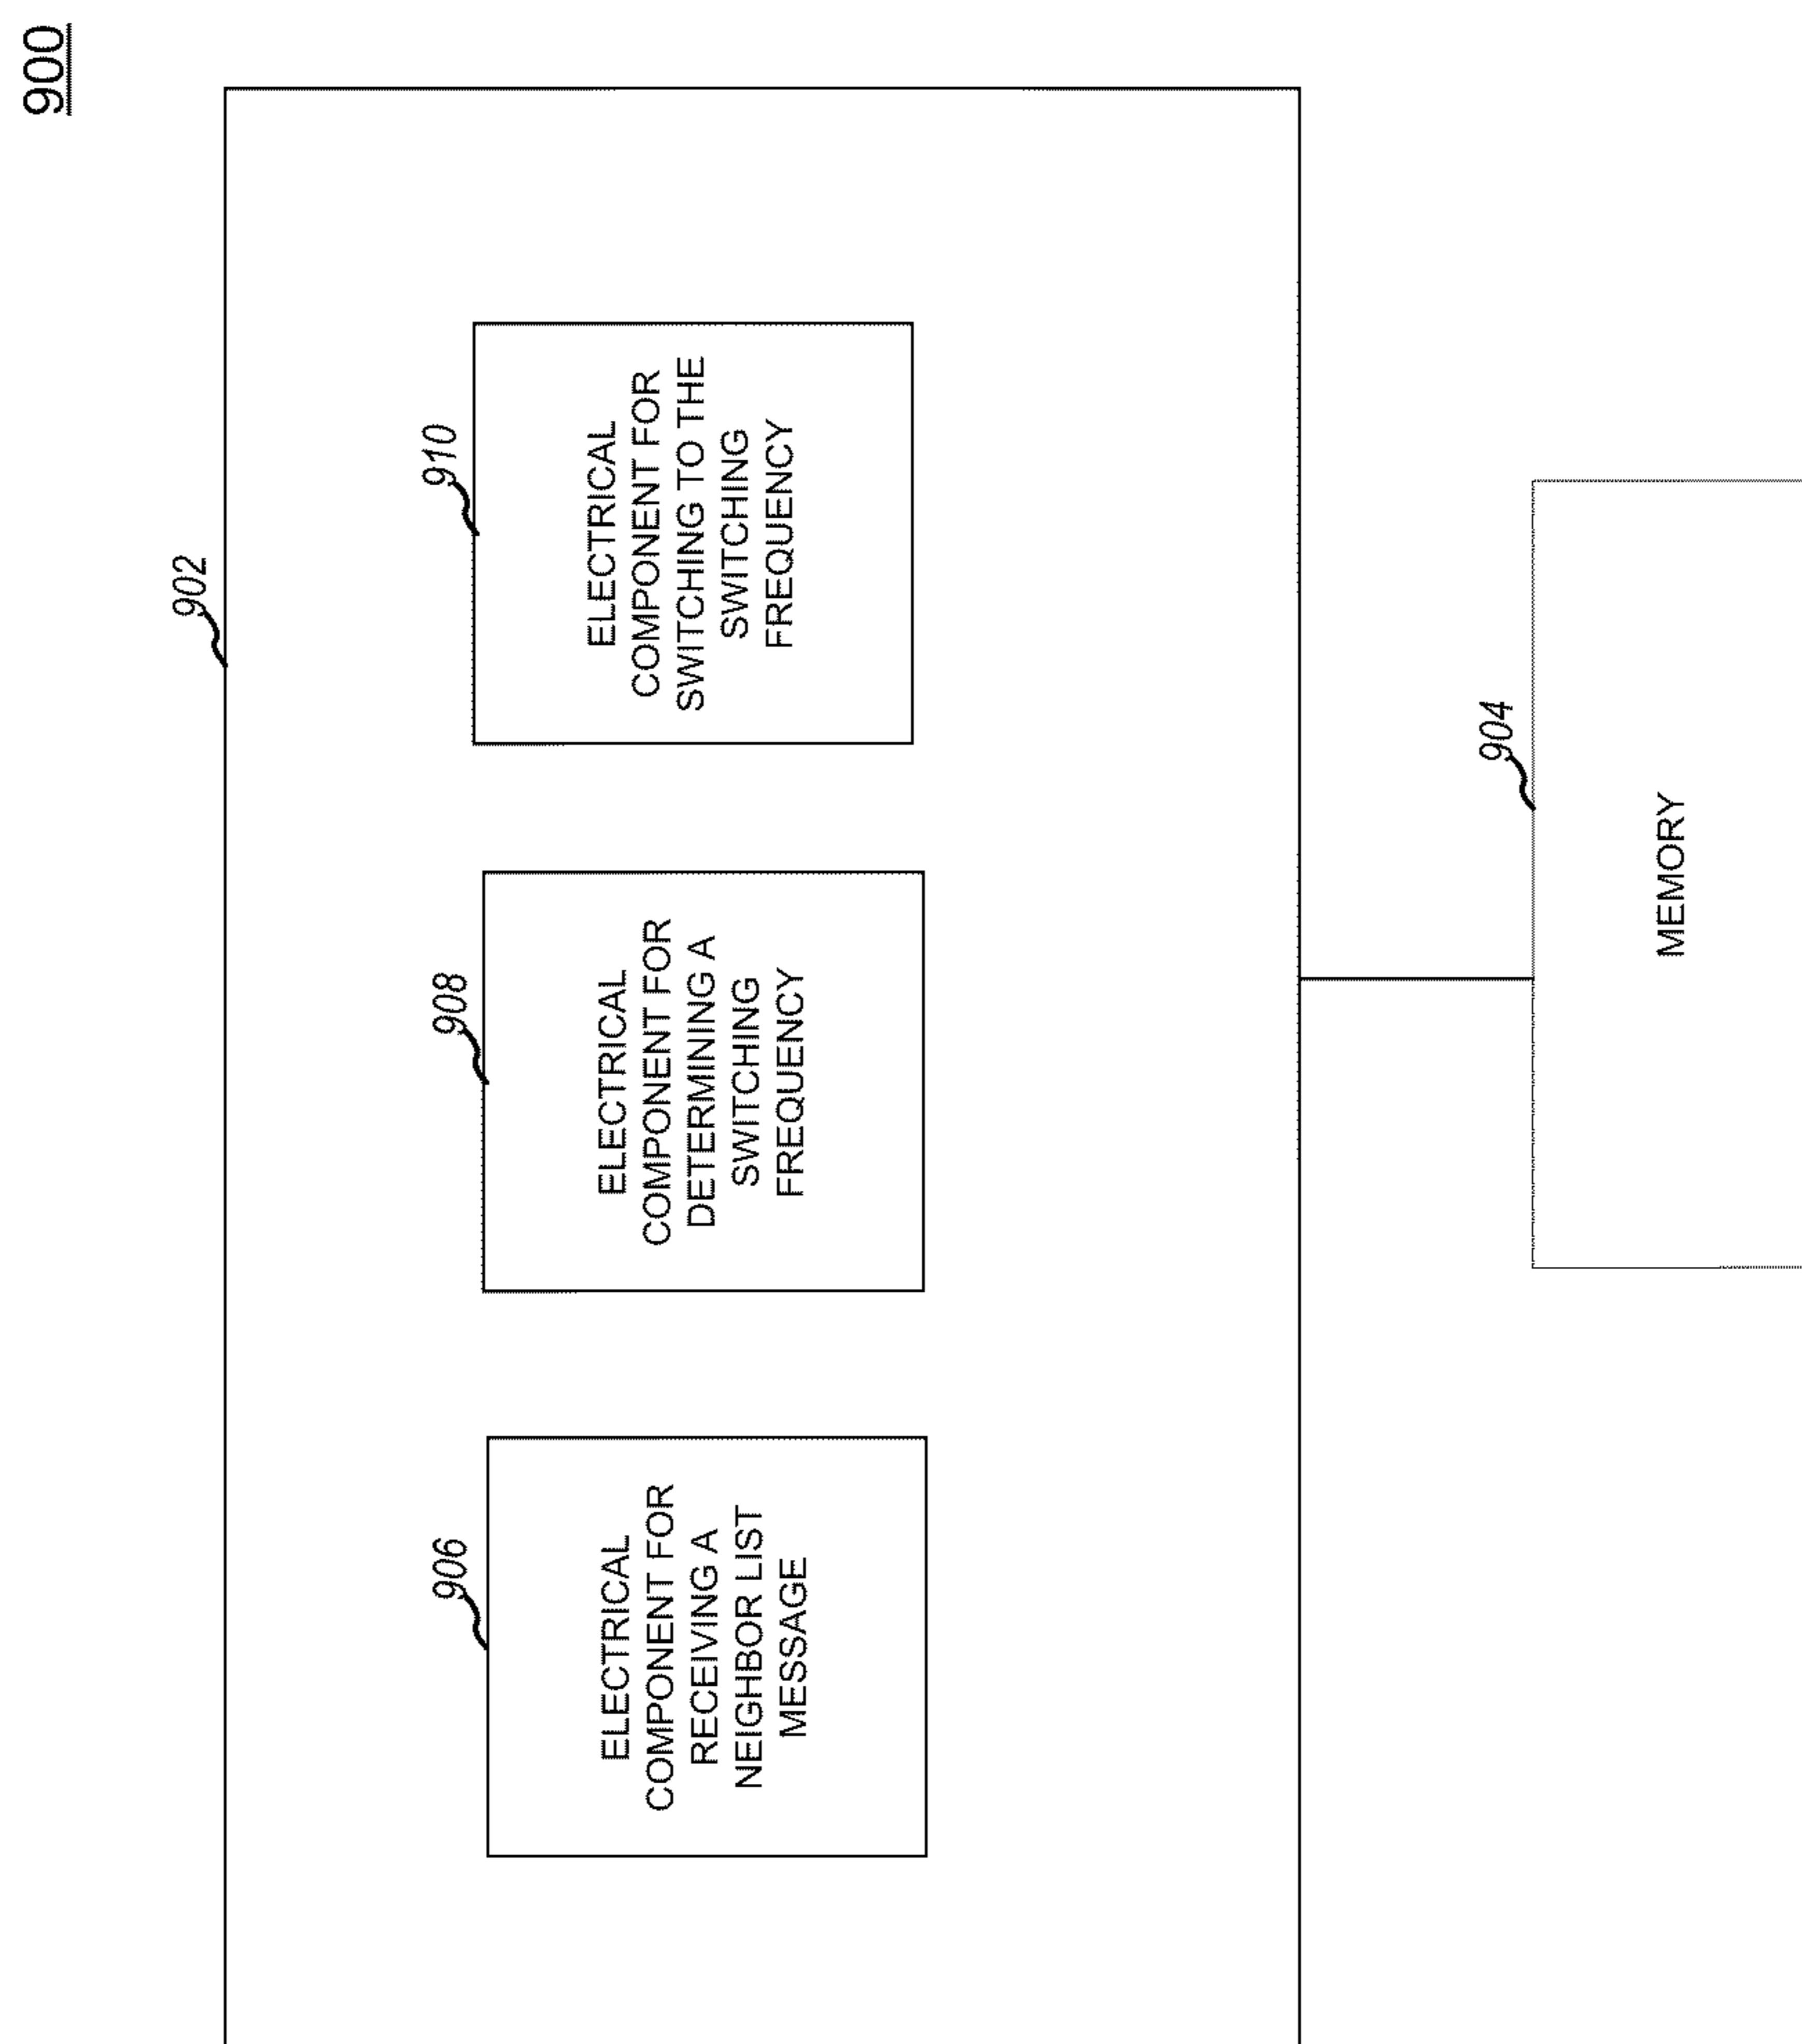 900
902
906
ELECTRICAL
COMPONENT FOR
RECEIVING A
NEIGHBOR LIST
MESSAGE
908
ELECTRICAL
COMPONENT FOR
DETERMINING A
SWITCHING
FREQUENCY
910
ELECTRICAL
COMPONENT FOR
SWITCHING TO THE
SWITCHING
FREQUENCY
904
MEMORY